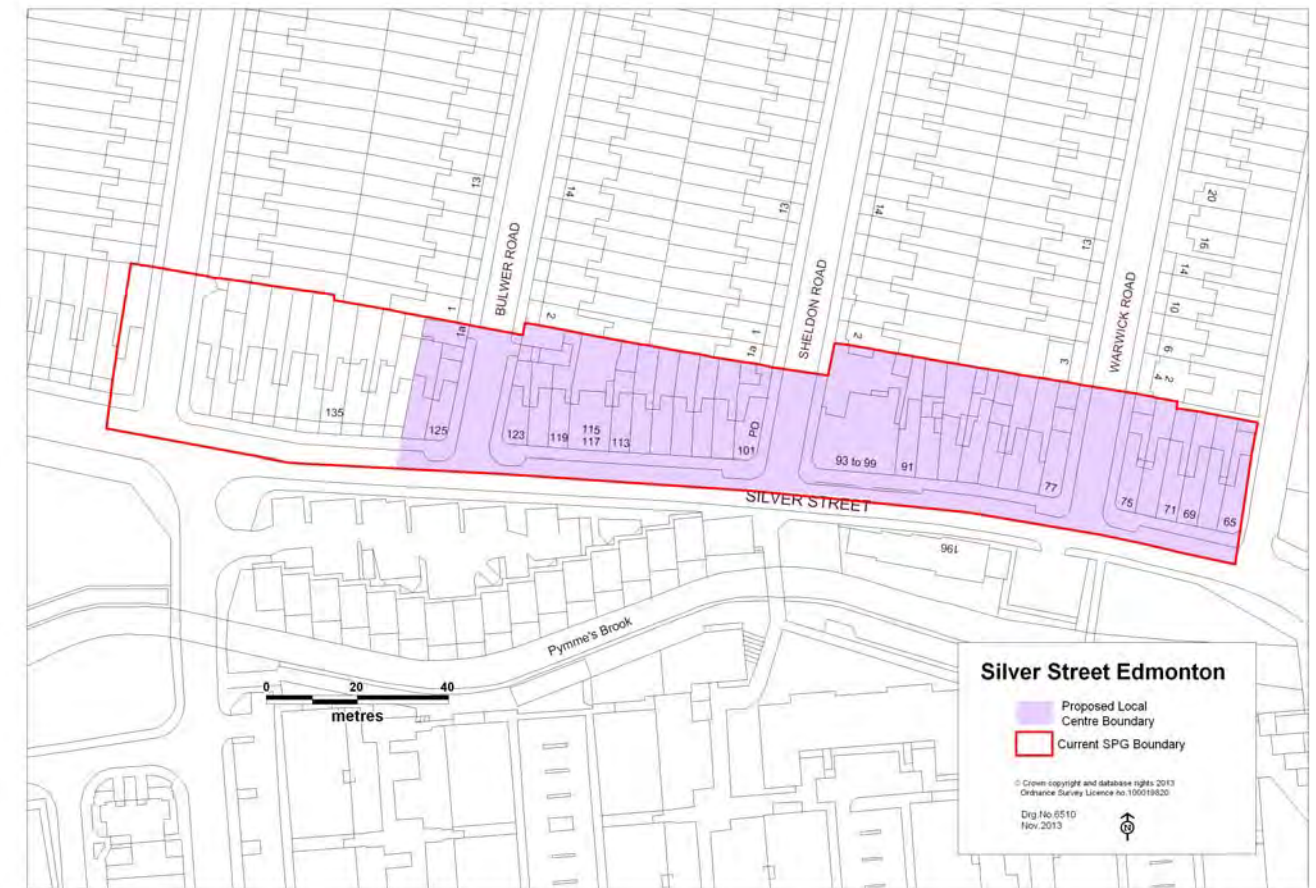 13
14
13
14
13
20
16
14
10
6
2
4
BULWER ROAD
SHELDON ROAD
WARWICK ROAD
1
1a
2
1
1a
2
3
135
125
123
119
115
117
113
101
PO
93 to 99
91
77
75
71
69
65
SILVER STREET
196
Pymme's Brook
0 20 40
metres
Silver Street Edmonton
Proposed Local
Centre Boundary
Current SPG Boundary
© Crown copyright and database rights 2013
Ordnance Survey Licence no.100019820
Drg.No.6510
Nov.2013
N